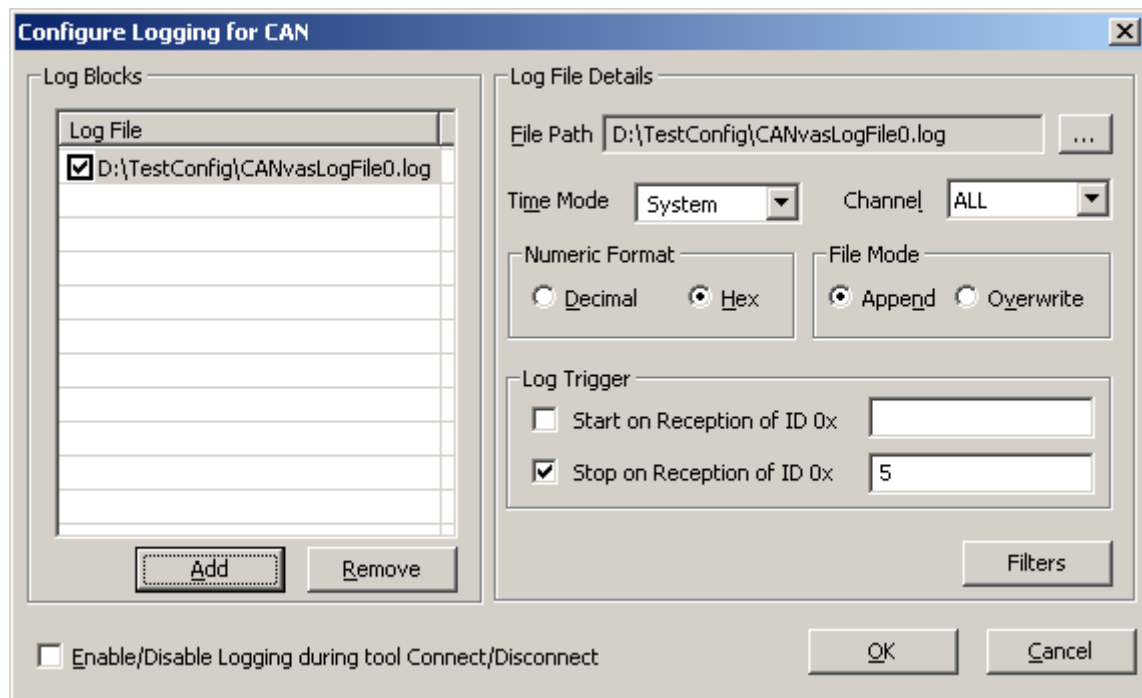 Configure Logging for CAN
Log Blocks
Log File
D:\TestConfig\CANvasLogFile0.log
Add
Remove
Log File Details
File Path D:\TestConfig\CANvasLogFile0.log ...
Time Mode System Channel ALL
Numeric Format
Decimal Hex
File Mode
Append Overwrite
Log Trigger
Start on Reception of ID 0x
Stop on Reception of ID 0x 5
Filters
Enable/Disable Logging during tool Connect/Disconnect
OK
Cancel